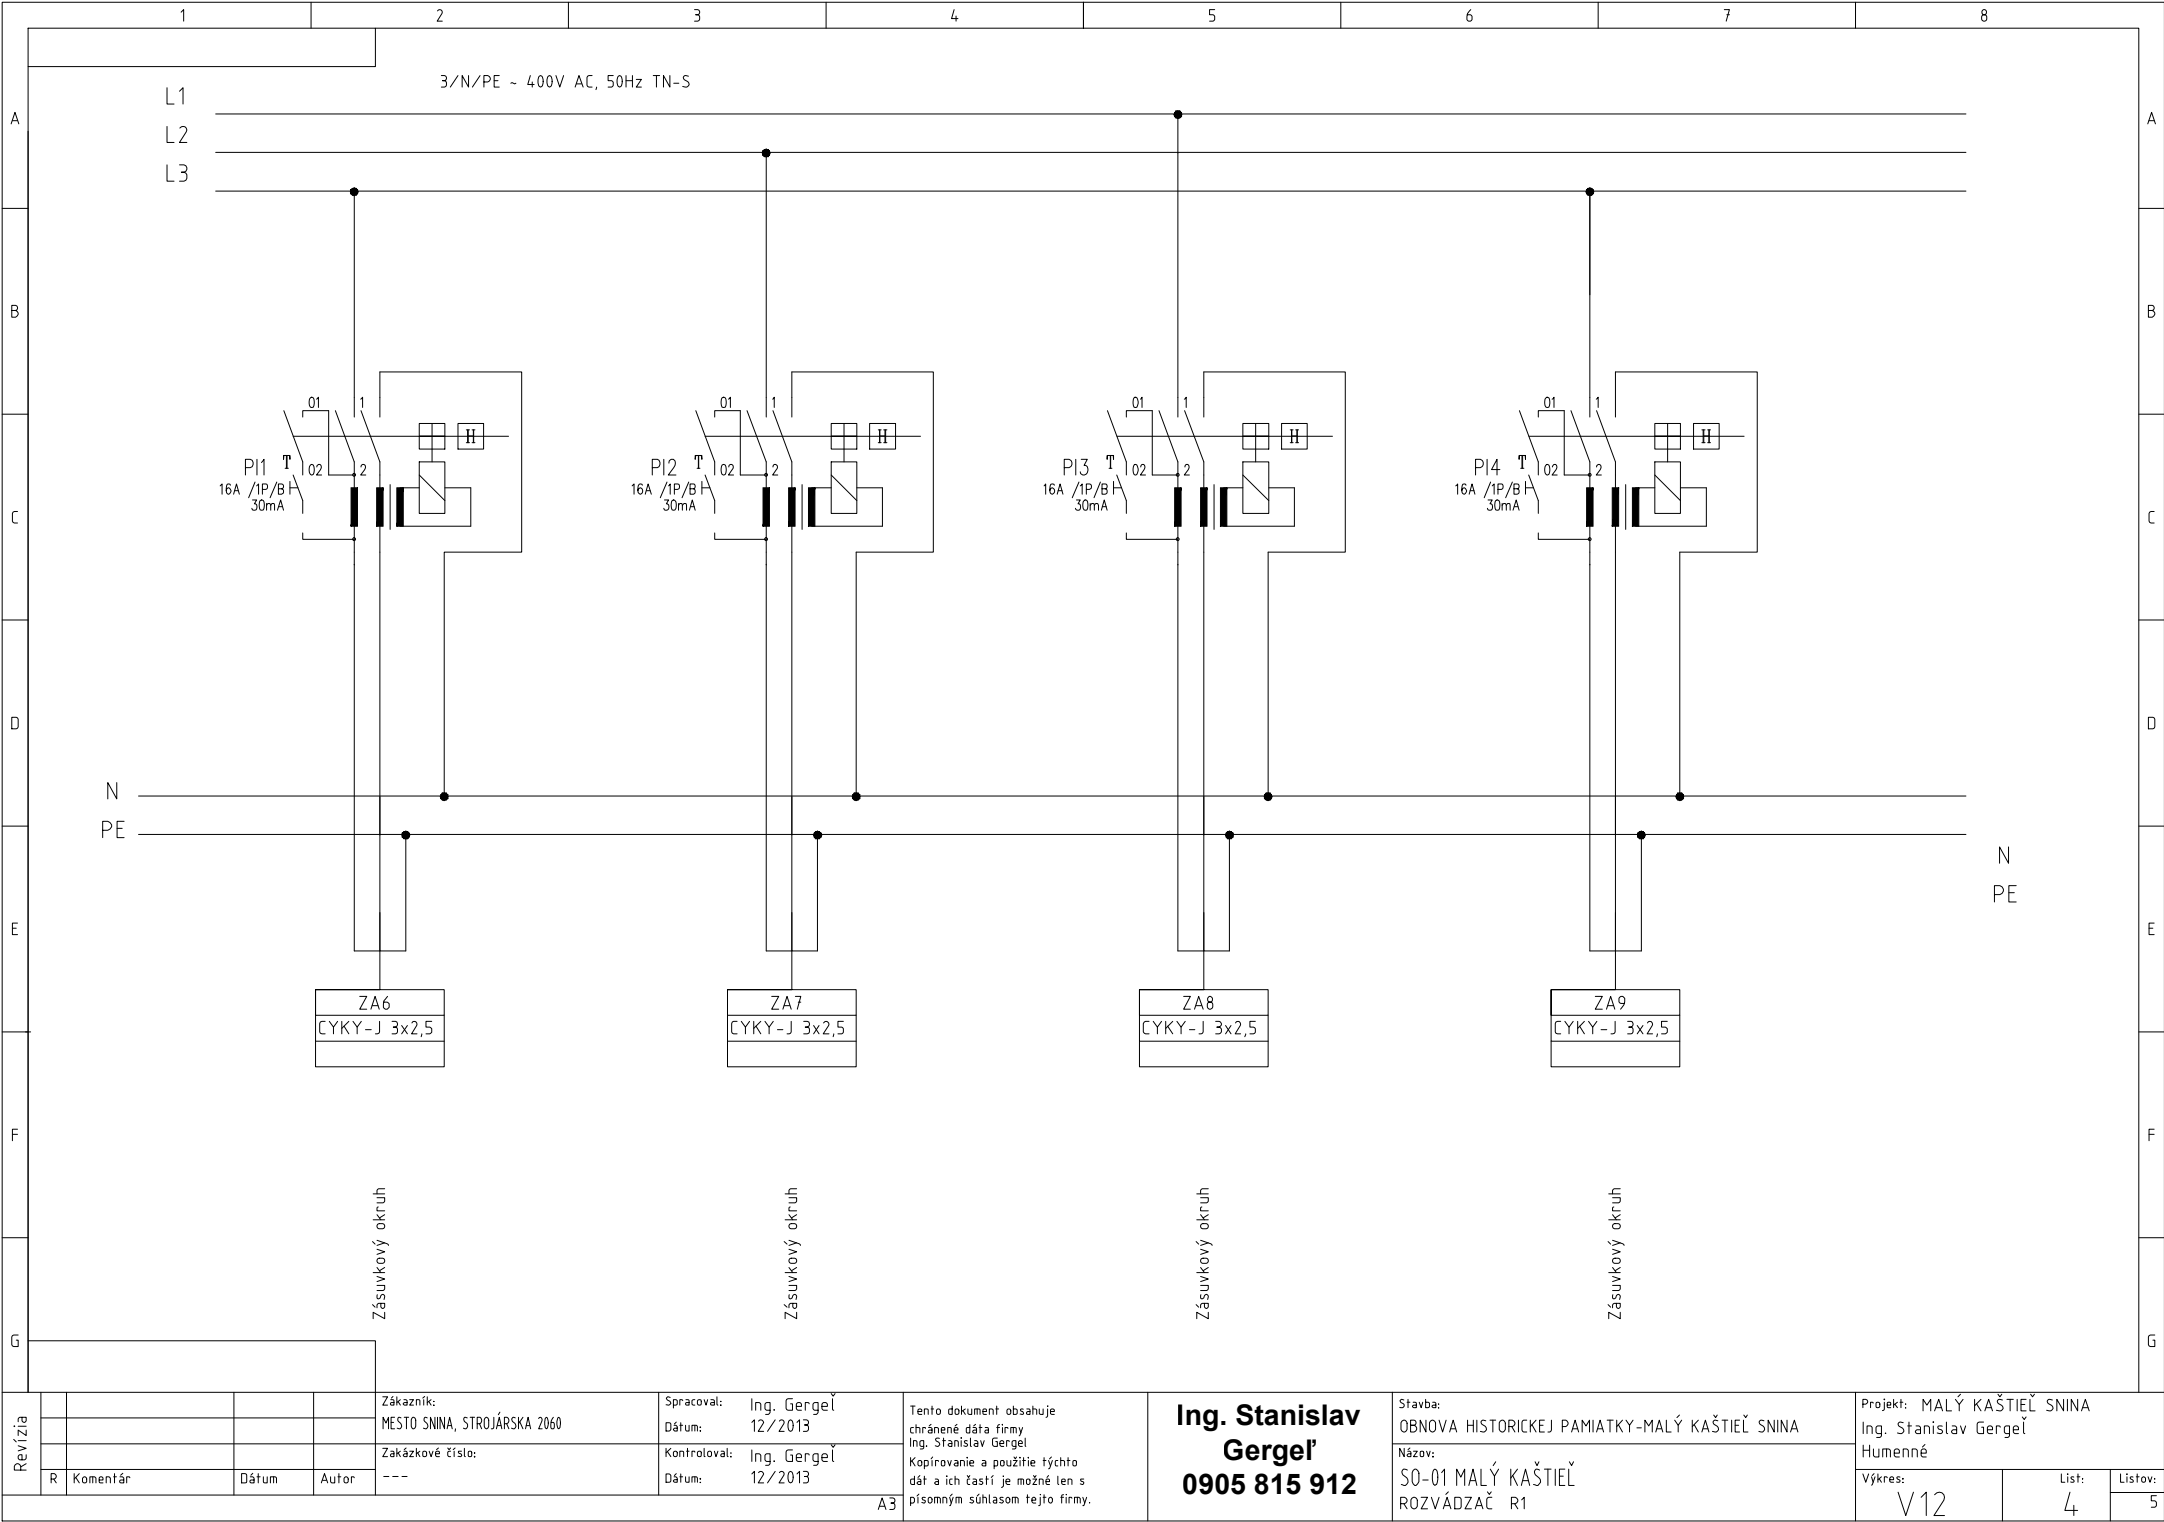 1 2 3 4 5 6 7 8
3/N/PE ~ 400V AC, 50Hz TN-S
L1
A A
L2
L3
B B
01 1 01 1 01 1 01 1
H H H H
PI1 T 02 2 PI2 T 02 2 PI3 T 02 2 PI4 T 02 2
16A /1P/B 16A /1P/B 16A /1P/B 16A /1P/B
30mA 30mA 30mA 30mA
C C
D D
N
PE
N
PE
E E
ZA6 ZA7 ZA8 ZA9
CYKY-J 3x2,5 CYKY-J 3x2,5 CYKY-J 3x2,5 CYKY-J 3x2,5
F F
Zásuvkový okruh
Zásuvkový okruh
Zásuvkový okruh
Zásuvkový okruh
G G
Revízia
R Komentár Dátum Autor
Zákazník:
MESTO SNINA, STROJÁRSKA 2060
Zakázkové číslo:
---
Spracoval: Ing. Gergeľ
Dátum: 12/2013
Kontroloval: Ing. Gergeľ
Dátum: 12/2013
A3
Tento dokument obsahuje
chránené dáta firmy
Ing. Stanislav Gergel
Kopírovanie a použitie týchto
dát a ich častí je možné len s
písomným súhlasom tejto firmy.
Ing. Stanislav
Gergeľ
0905 815 912
Stavba:
OBNOVA HISTORICKEJ PAMIATKY-MALÝ KAŠTIEĽ SNINA
Názov:
SO-01 MALÝ KAŠTIEĽ
ROZVÁDZAČ R1
Projekt: MALÝ KAŠTIEĽ SNINA
Ing. Stanislav Gergeľ
Humenné
Výkres: List: Listov:
V12 4 5